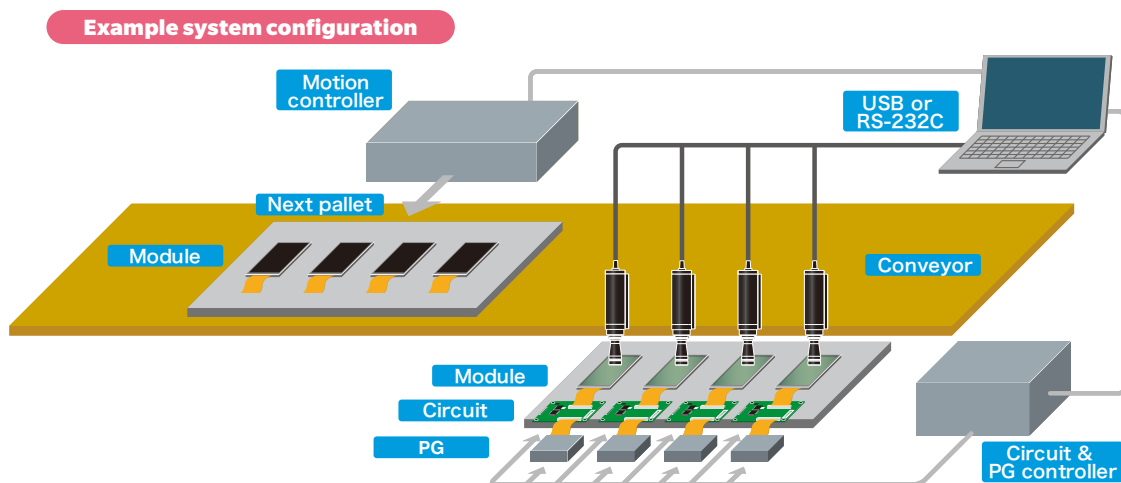 Example system configuration
Motion
controller
USB or
RS-232C
Next pallet
Module
Conveyor
Module
Circuit
PG
Circuit &
PG controller